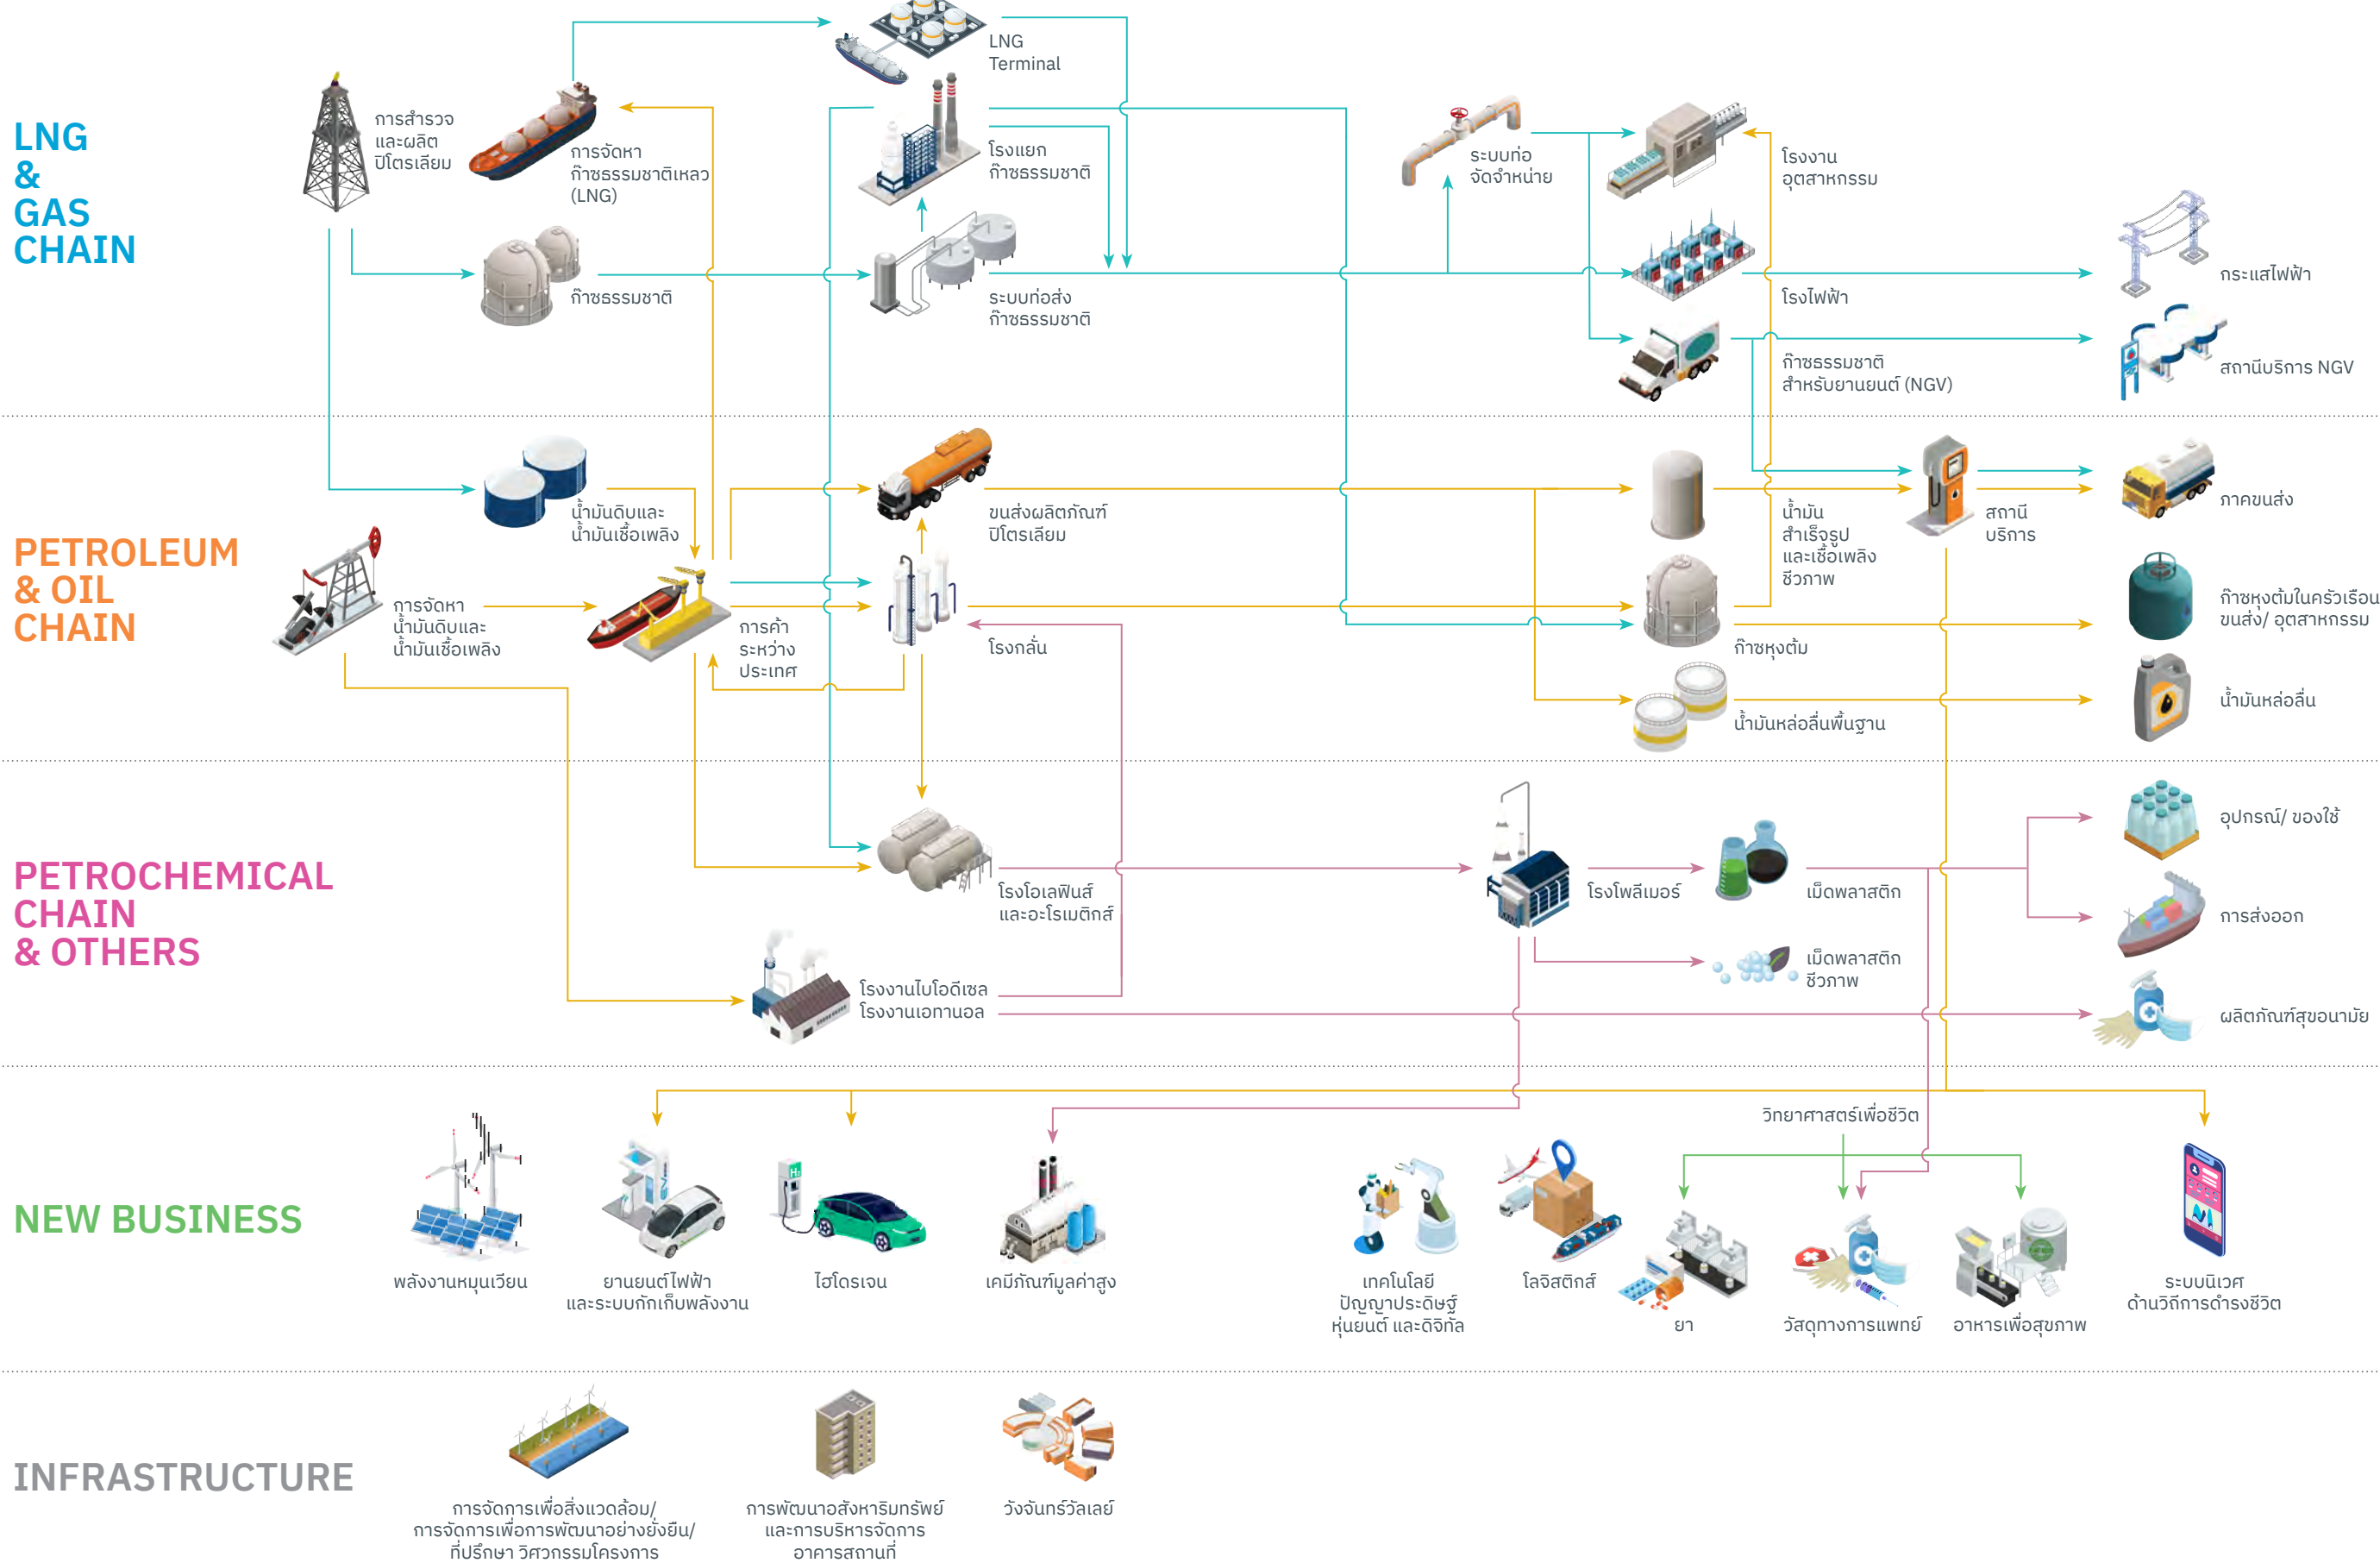 LNG
&
GAS
CHAIN
การสำรวจ
และผลิต
ปิโตรเลียม
การจัดหา
ก๊าซธรรมชาติเหลว
(LNG)
LNG
Terminal
โรงแยก
ก๊าซธรรมชาติ
ระบบท่อ
จัดจำหน่าย
โรงงาน
อุตสาหกรรม
ก๊าซธรรมชาติ
ระบบท่อส่ง
ก๊าซธรรมชาติ
โรงไฟฟ้า
กระแสไฟฟ้า
ก๊าซธรรมชาติ
สำหรับยานยนต์ (NGV)
สถานีบริการ NGV
PETROLEUM
& OIL
CHAIN
น้ำมันดิบและ
น้ำมันเชื้อเพลิง
ขนส่งผลิตภัณฑ์
ปิโตรเลียม
น้ำมัน
สำเร็จรูป
และเชื้อเพลิง
ชีวภาพ
สถานี
บริการ
ภาคขนส่ง
การจัดหา
น้ำมันดิบและ
น้ำมันเชื้อเพลิง
การค้า
ระหว่าง
ประเทศ
โรงกลั่น
ก๊าซหุงต้ม
ก๊าซหุงต้มในครัวเรือน
ขนส่ง/ อุตสาหกรรม
น้ำมันหล่อลื่นพื้นฐาน
น้ำมันหล่อลื่น
PETROCHEMICAL
CHAIN
& OTHERS
โรงโอเลฟินส์
และอะโรเมติกส์
โรงโพลีเมอร์
เม็ดพลาสติก
อุปกรณ์/ ของใช้
การส่งออก
เม็ดพลาสติก
ชีวภาพ
โรงงานไบโอดีเซล
โรงงานเอทานอล
ผลิตภัณฑ์สุขอนามัย
NEW BUSINESS
วิทยาศาสตร์เพื่อชีวิต
EV
H₂
พลังงานหมุนเวียน
ยานยนต์ไฟฟ้า
และระบบกักเก็บพลังงาน
ไฮโดรเจน
เคมีภัณฑ์มูลค่าสูง
เทคโนโลยี
ปัญญาประดิษฐ์
หุ่นยนต์ และดิจิทัล
โลจิสติกส์
ยา
วัสดุทางการแพทย์
อาหารเพื่อสุขภาพ
ระบบนิเวศ
ด้านวิถีการดำรงชีวิต
INFRASTRUCTURE
การจัดการเพื่อสิ่งแวดล้อม/
การจัดการเพื่อการพัฒนาอย่างยั่งยืน/
ที่ปรึกษา วิศวกรรมโครงการ
การพัฒนาอสังหาริมทรัพย์
และการบริหารจัดการ
อาคารสถานที่
วังจันทร์วัลเลย์